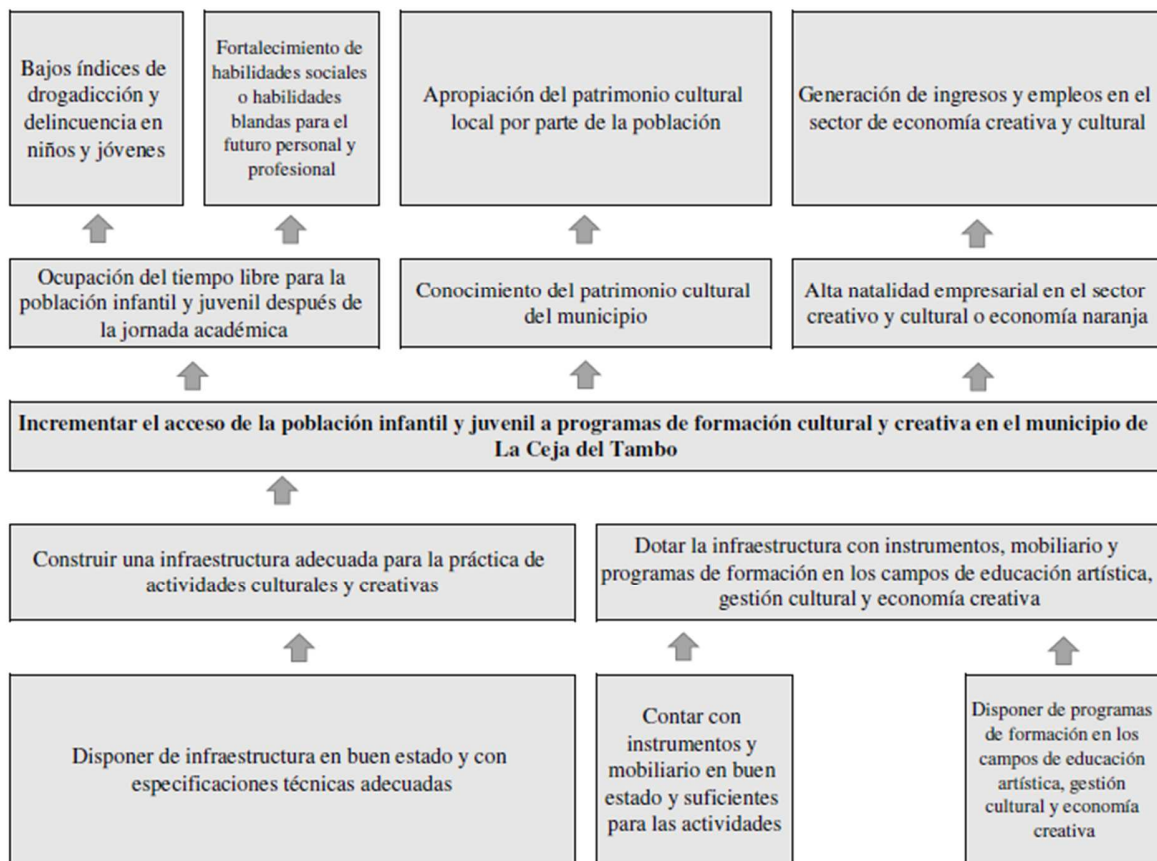 Bajos índices de
drogadicción y
delincuencia en
niños y jóvenes
Fortalecimiento de
habilidades sociales
o habilidades
blandas para el
futuro personal y
profesional
Apropiación del patrimonio cultural
local por parte de la población
Generación de ingresos y empleos en el
sector de economía creativa y cultural
Ocupación del tiempo libre para la
población infantil y juvenil después de
la jornada académica
Conocimiento del patrimonio cultural
del municipio
Alta natalidad empresarial en el sector
creativo y cultural o economía naranja
Incrementar el acceso de la población infantil y juvenil a programas de formación cultural y creativa en el municipio de
La Ceja del Tambo
Construir una infraestructura adecuada para la práctica de
actividades culturales y creativas
Dotar la infraestructura con instrumentos, mobiliario y
programas de formación en los campos de educación artística,
gestión cultural y economía creativa
Disponer de infraestructura en buen estado y con
especificaciones técnicas adecuadas
Contar con
instrumentos y
mobiliario en buen
estado y suficientes
para las actividades
Disponer de programas
de formación en los
campos de educación
artística, gestión
cultural y economía
creativa